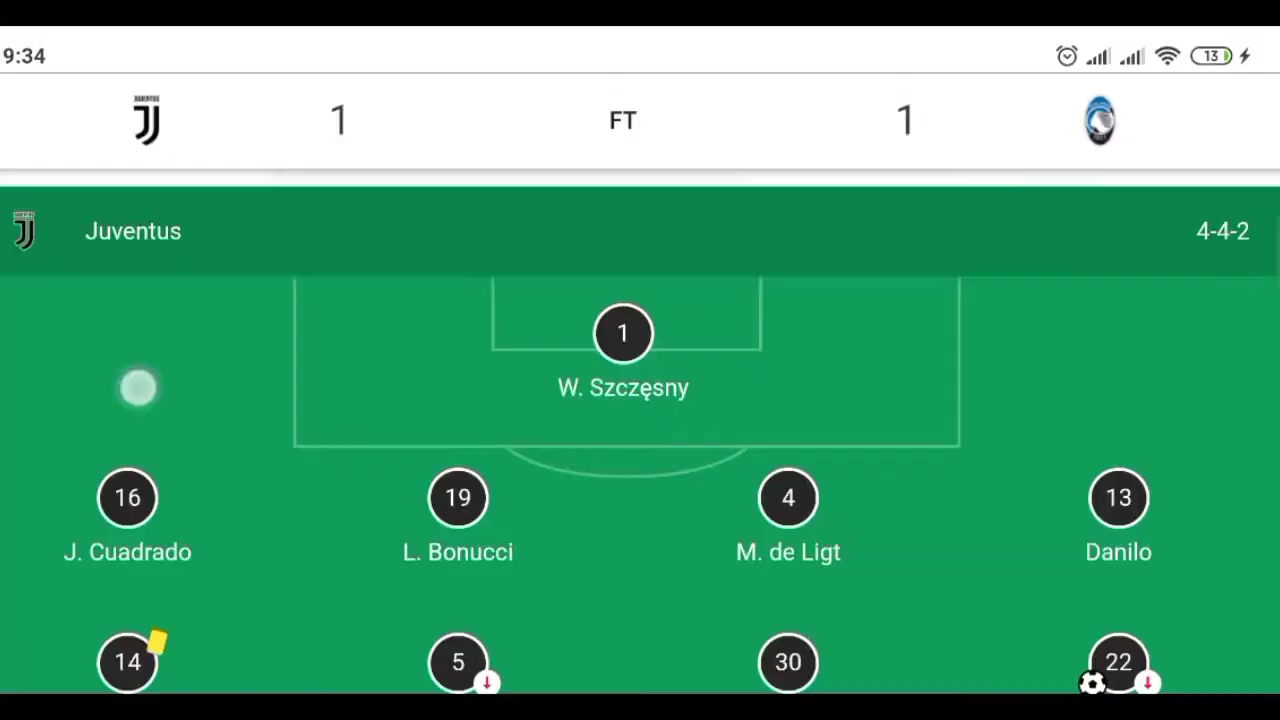 9:34
13
JUVENTUS
1
FT
1
Juventus
4-4-2
1
W. Szczęsny
16
19
4
13
J. Cuadrado
L. Bonucci
M. de Ligt
Danilo
14
5
30
22